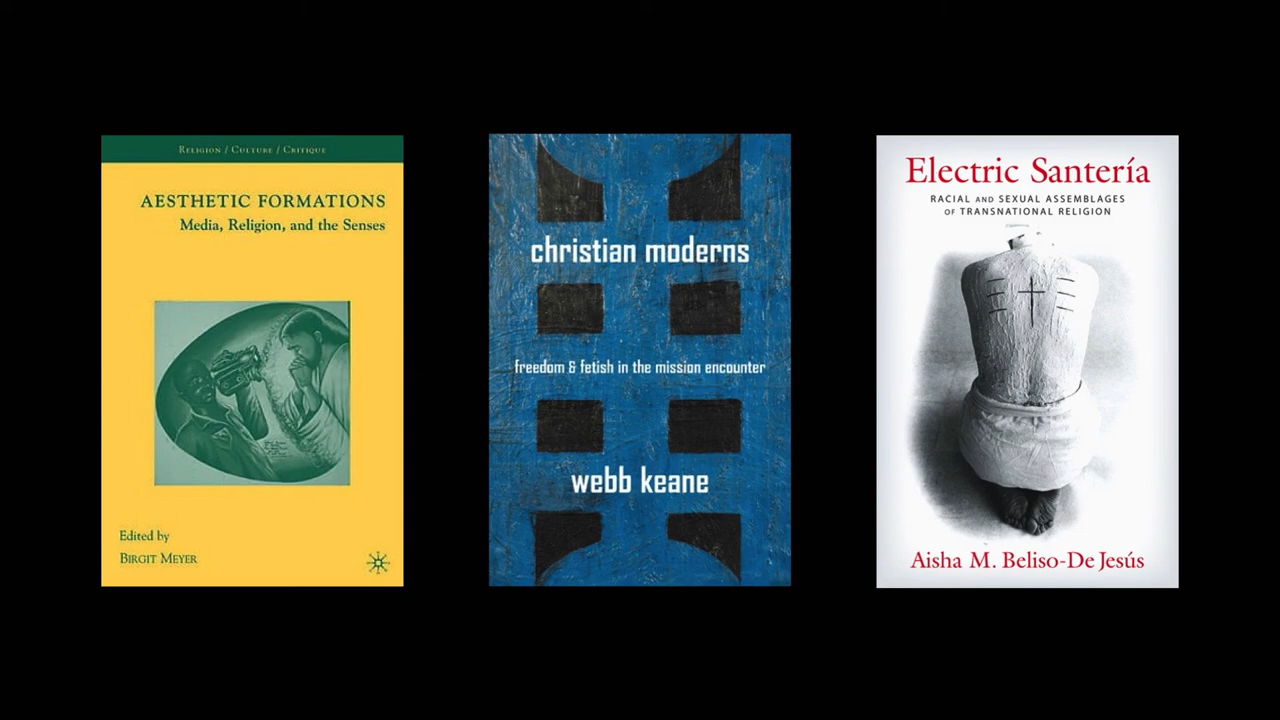 RELIGION / CULTURE / CRITIQUE
AESTHETIC FORMATIONS
Media, Religion, and the Senses
Edited by
BIRGIT MEYER
christian moderns
freedom & fetish in the mission encounter
webb keane
Electric Santería
RACIAL AND SEXUAL ASSEMBLAGES
OF TRANSNATIONAL RELIGION
Aisha M. Beliso-De Jesús